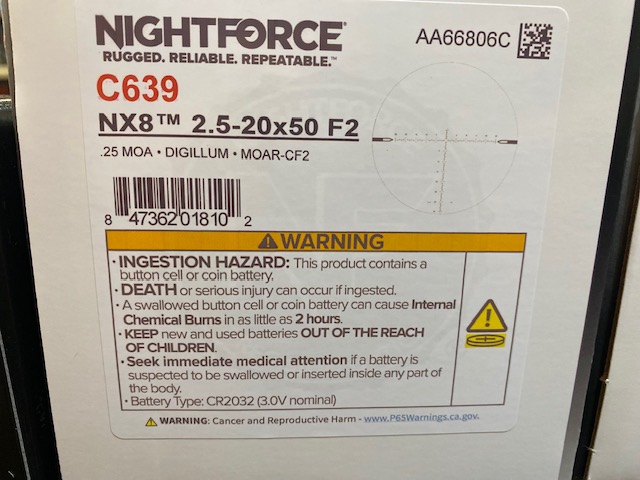 NIGHTFORCE®
RUGGED. RELIABLE. REPEATABLE.™
AA66806C
C639
NX8™ 2.5-20x50 F2
.25 MOA • DIGILLUM • MOAR-CF2
8 47362 01810 2
WARNING
• INGESTION HAZARD: This product contains a
button cell or coin battery.
• DEATH or serious injury can occur if ingested.
• A swallowed button cell or coin battery can cause Internal
Chemical Burns in as little as 2 hours.
• KEEP new and used batteries OUT OF THE REACH
OF CHILDREN.
• Seek immediate medical attention if a battery is
suspected to be swallowed or inserted inside any part of
the body.
• Battery Type: CR2032 (3.0V nominal)
WARNING: Cancer and Reproductive Harm - www.P65Warnings.ca.gov.